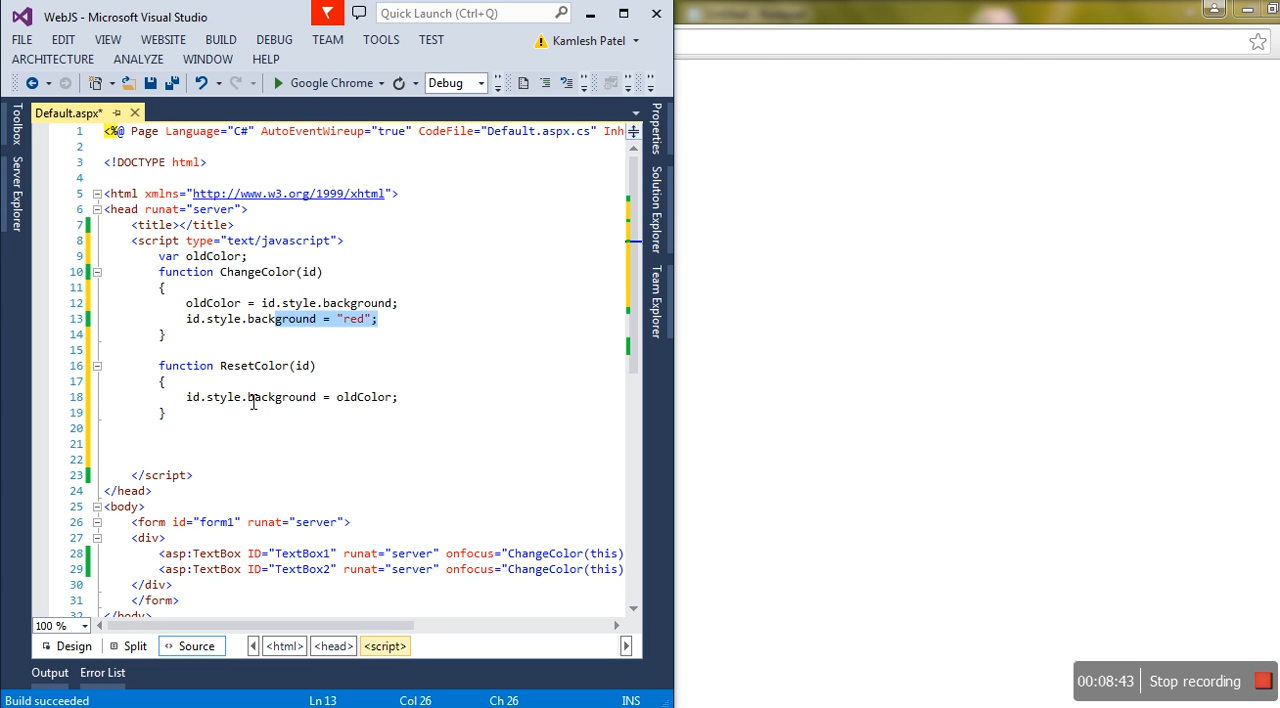 WebJS - Microsoft Visual Studio
Quick Launch (Ctrl+Q)
FILE EDIT VIEW WEBSITE BUILD DEBUG TEAM TOOLS TEST
Kamlesh Patel
ARCHITECTURE ANALYZE WINDOW HELP
Google Chrome Debug
Default.aspx*
Toolbox
Server Explorer
1 <%@ Page Language="C#" AutoEventWireup="true" CodeFile="Default.aspx.cs" Inh
2
3 <!DOCTYPE html>
4
5 <html xmlns="http://www.w3.org/1999/xhtml">
6 <head runat="server">
7 <title></title>
8 <script type="text/javascript">
9 var oldColor;
10 function ChangeColor(id)
11 {
12 oldColor = id.style.background;
13 id.style.background = "red";
14 }
15
16 function ResetColor(id)
17 {
18 id.style.background = oldColor;
19 }
20
21
22
23 </script>
24 </head>
25 <body>
26 <form id="form1" runat="server">
27 <div>
28 <asp:TextBox ID="TextBox1" runat="server" onfocus="ChangeColor(this)
29 <asp:TextBox ID="TextBox2" runat="server" onfocus="ChangeColor(this)
30 </div>
31 </form>
32 </body>
Properties
Solution Explorer
Team Explorer
100 %
Design Split Source <html> <head> <script>
Output Error List
Build succeeded Ln 13 Col 26 Ch 26 INS
00:08:43 Stop recording